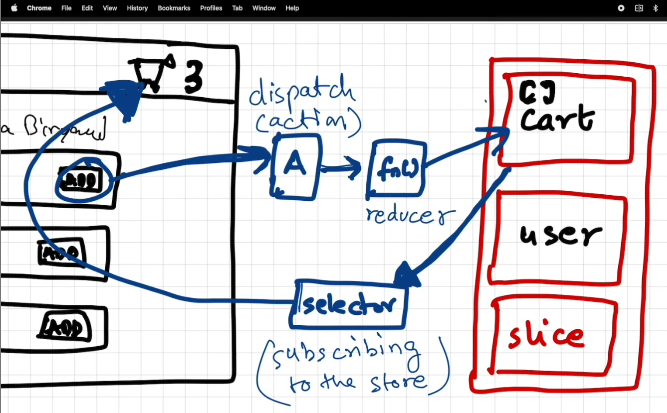 Chrome File Edit View History Bookmarks Profiles Tab Window Help
3
dispatch
(action)
ADD
A
fn()
reducer
[]
Cart
user
slice
ADD
ADD
selector
(subscribing
to the store)